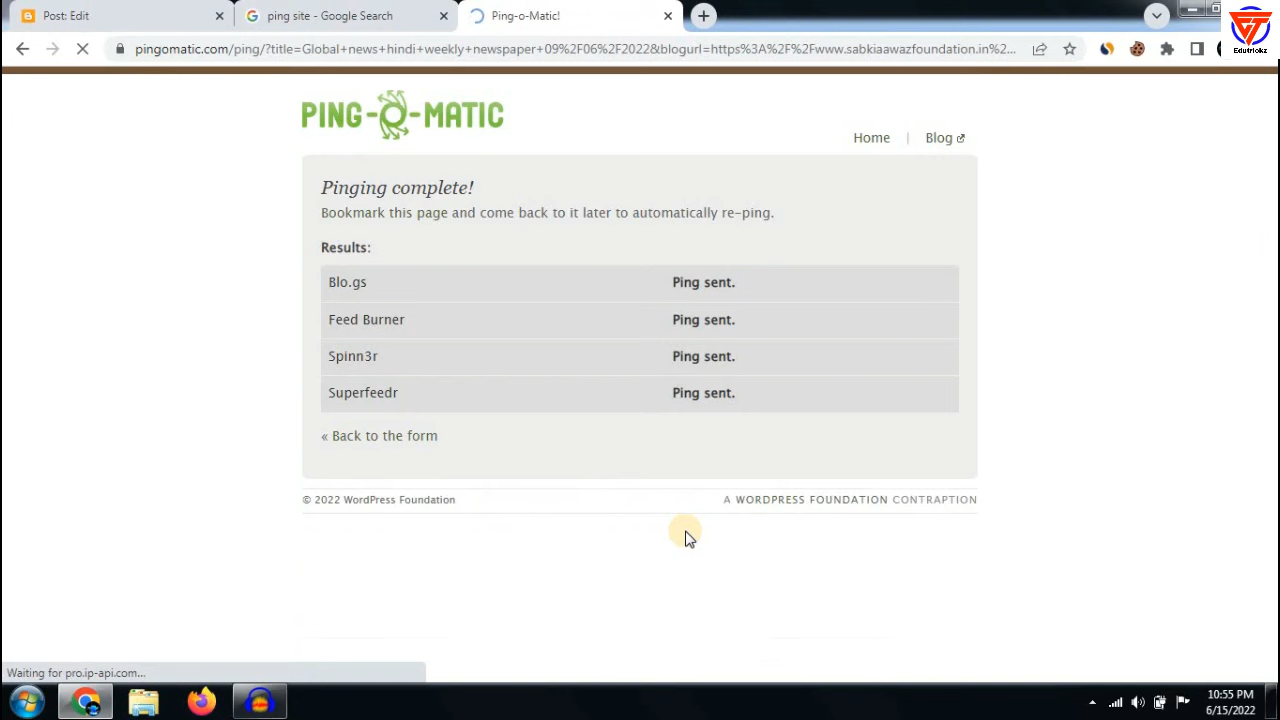 Post: Edit
ping site - Google Search
Ping-o-Matic!
pingomatic.com/ping/?title=Global+news+hindi+weekly+newspaper+09%2F06%2F2022&blogurl=https%3A%2F%2Fwww.sabkiaawazfoundation.in%2...
Edutriokz
PING-O-MATIC
Home | Blog
Pinging complete!
Bookmark this page and come back to it later to automatically re-ping.
Results:
Blo.gs Ping sent.
Feed Burner Ping sent.
Spinn3r Ping sent.
Superfeedr Ping sent.
« Back to the form
© 2022 WordPress Foundation
A WORDPRESS FOUNDATION CONTRAPTION
Waiting for pro.ip-api.com...
10:55 PM
6/15/2022